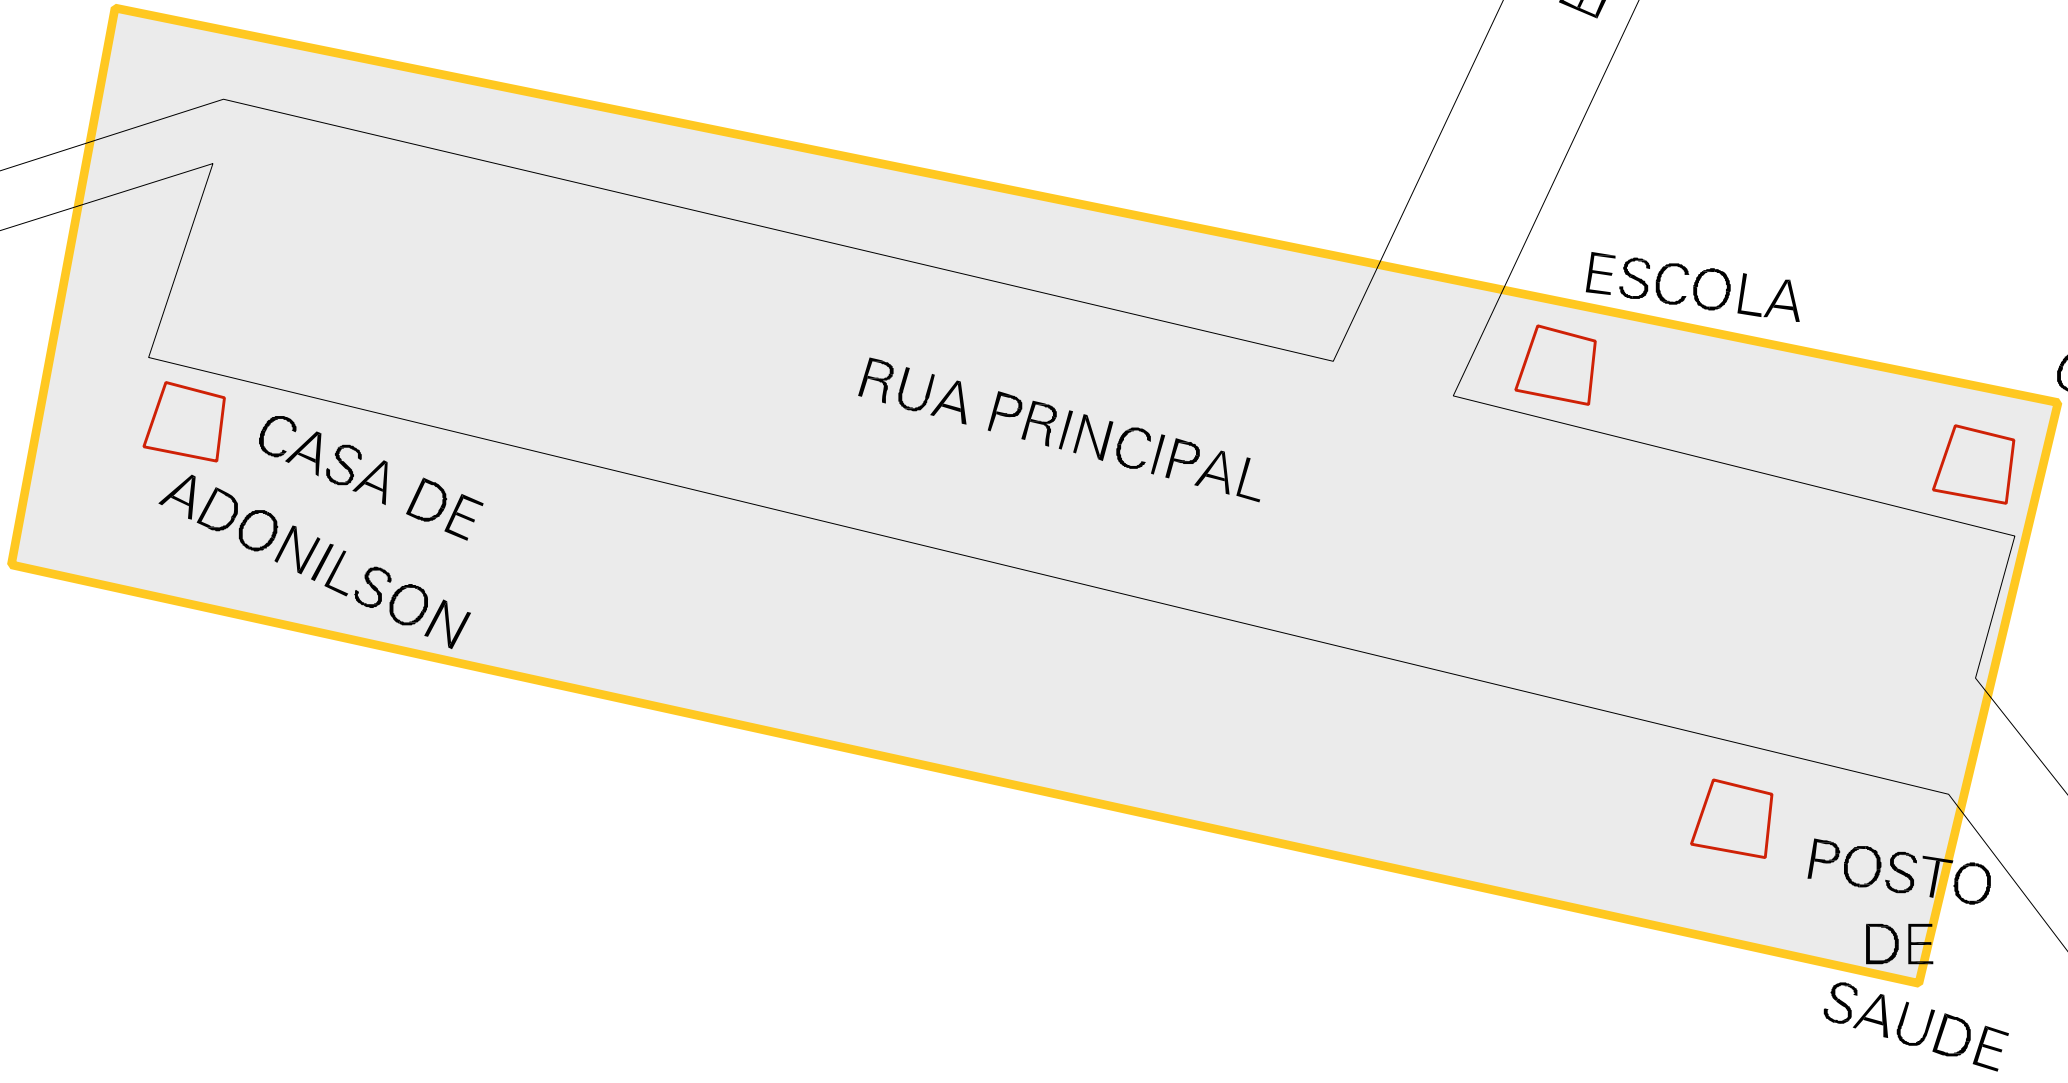 ESCOLA
RUA PRINCIPAL
CASA DE
ADONILSON
POSTO
DE
SAUDE